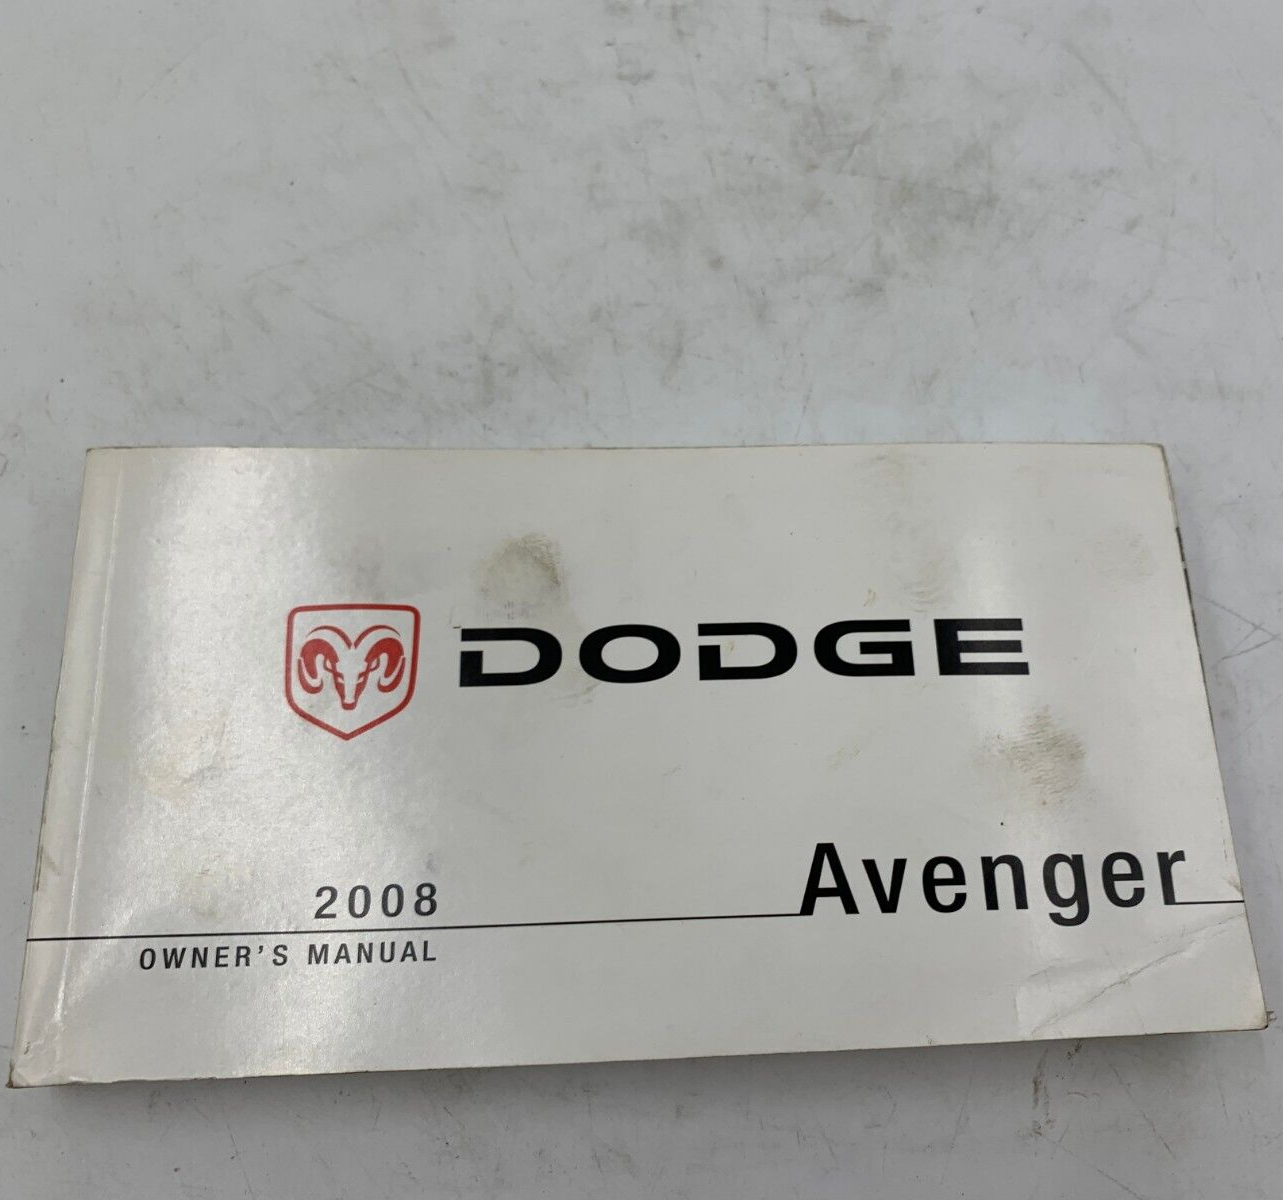 DODGE
Avenger
2008
OWNER'S MANUAL